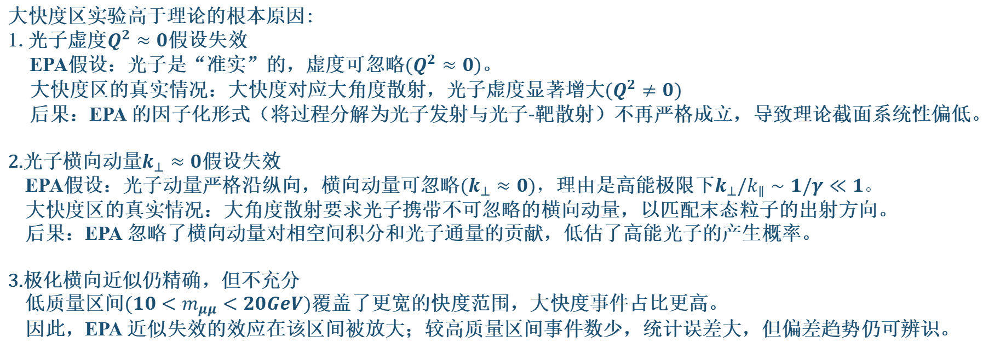 大快度区实验高于理论的根本原因：
1. 光子虚度Q² ≈ 0假设失效
EPA假设：光子是“准实”的，虚度可忽略(Q² ≈ 0)。
大快度区的真实情况：大快度对应大角度散射，光子虚度显著增大(Q² ≠ 0)
后果：EPA 的因子化形式（将过程分解为光子发射与光子-靶散射）不再严格成立，导致理论截面系统性偏低。
2.光子横向动量k⊥ ≈ 0假设失效
EPA假设：光子动量严格沿纵向，横向动量可忽略(k⊥ ≈ 0)，理由是高能极限下k⊥/k∥ ~ 1/γ ≪ 1。
大快度区的真实情况：大角度散射要求光子携带不可忽略的横向动量，以匹配末态粒子的出射方向。
后果：EPA 忽略了横向动量对相空间积分和光子通量的贡献，低估了高能光子的产生概率。
3.极化横向近似仍精确，但不充分
低质量区间(10 < mμμ < 20GeV)覆盖了更宽的快度范围，大快度事件占比更高。
因此，EPA 近似失效的效应在该区间被放大；较高质量区间事件数少，统计误差大，但偏差趋势仍可辨识。